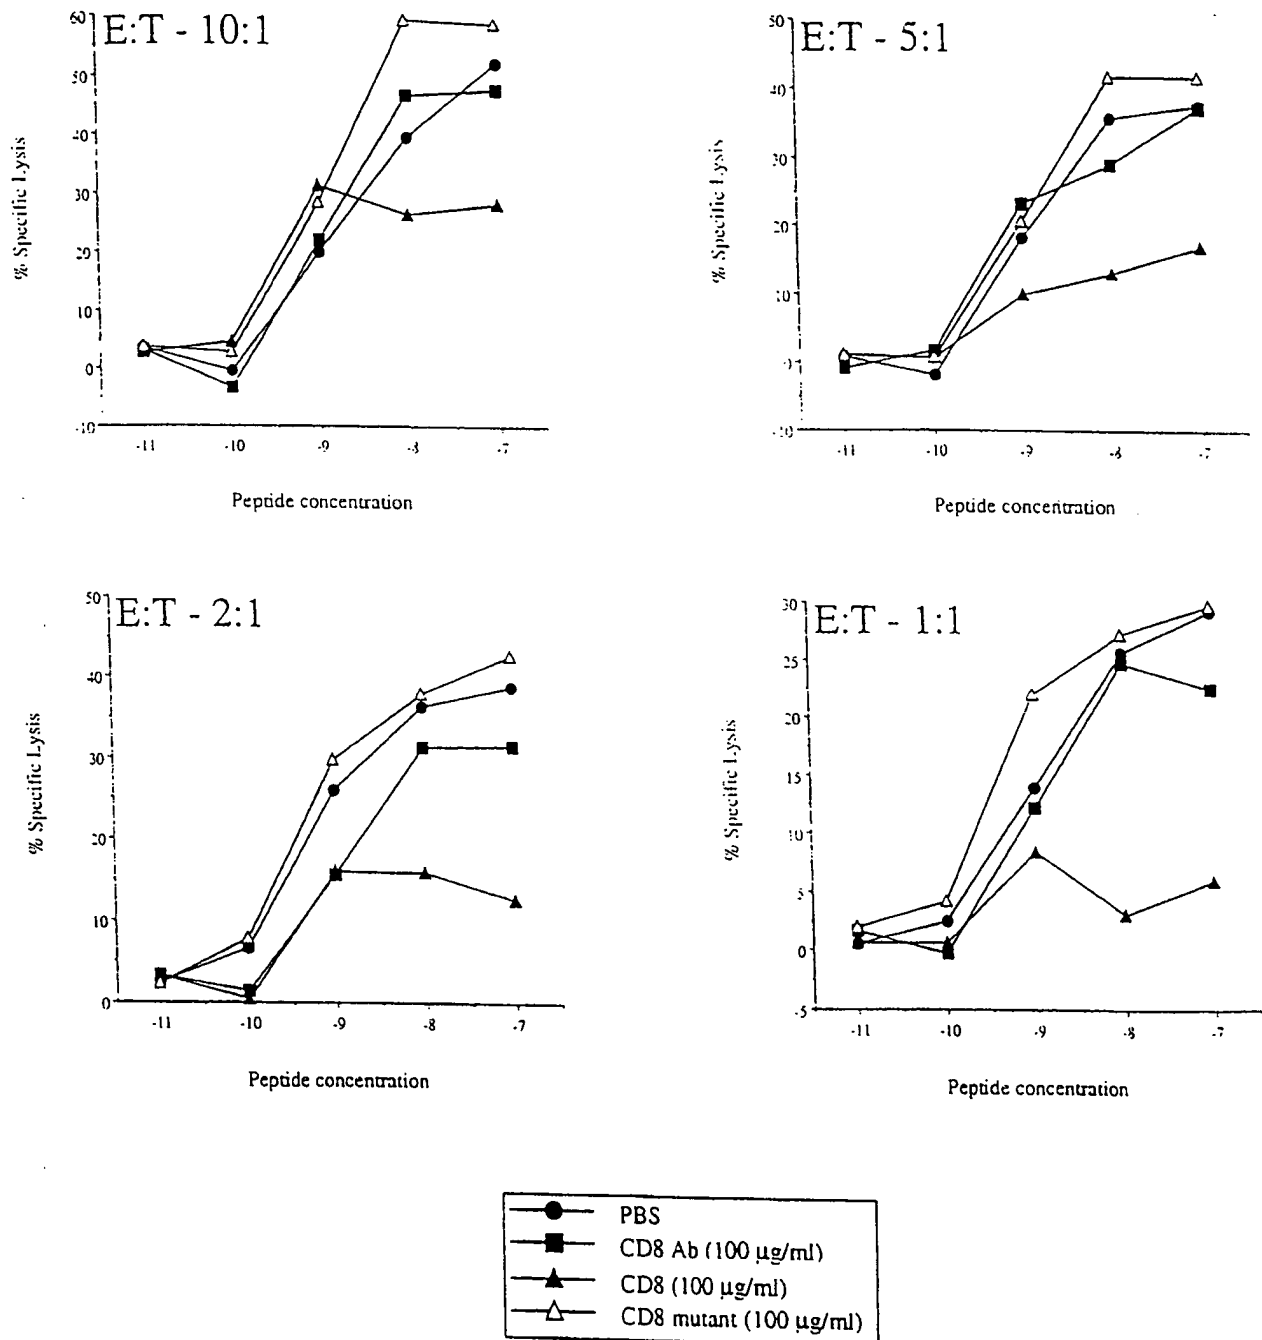 E:T - 10:1
60
50
40
30
20
10
0
-10
% Specific Lysis
-11 -10 -9 -8 -7
Peptide concentration
E:T - 5:1
50
40
30
20
10
-0
-10
% Specific Lysis
-11 -10 -9 -8 -7
Peptide concentration
E:T - 2:1
50
40
30
20
10
0
% Specific Lysis
-11 -10 -9 -8 -7
Peptide concentration
E:T - 1:1
30
25
20
15
10
5
0
-5
% Specific Lysis
-11 -10 -9 -8 -7
Peptide concentration
PBS
CD8 Ab (100 µg/ml)
CD8 (100 µg/ml)
CD8 mutant (100 µg/ml)